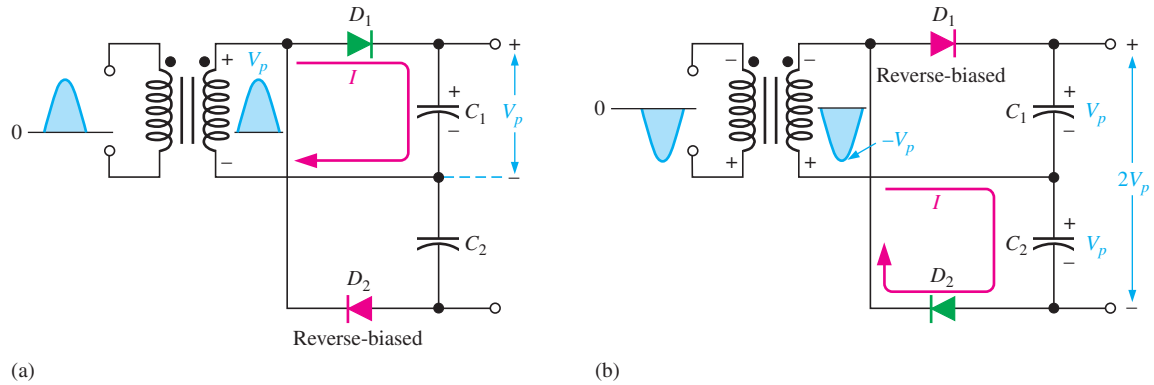 D1
+
Vp
+
I
+
C1
Vp
0
−
−
−
C2
D2
Reverse-biased
(a)
D1
−
−
+
Reverse-biased
I
+
C1
Vp
0
−
−Vp
+
+
2Vp
I
+
C2
Vp
−
D2
−
(b)